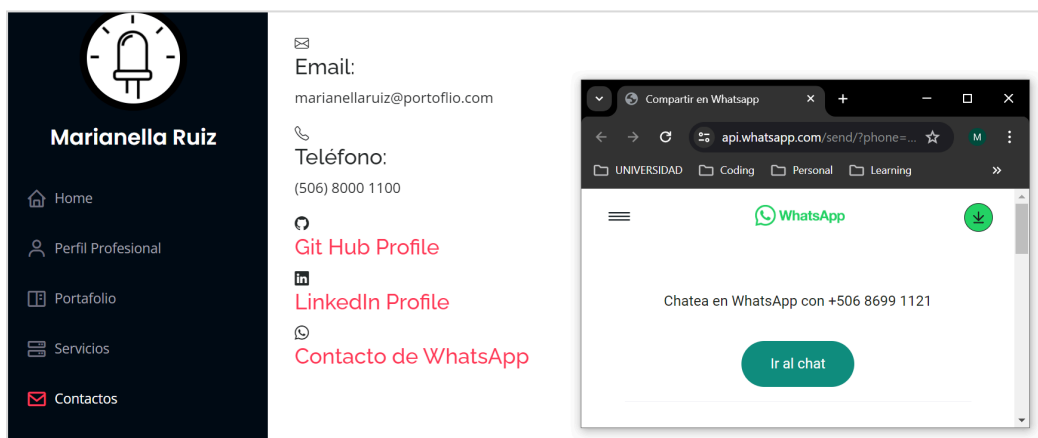 Marianella Ruiz
Home
Perfil Profesional
Portafolio
Servicios
Contactos
Email:
marianellaruiz@portoflio.com
Teléfono:
(506) 8000 1100
Git Hub Profile
LinkedIn Profile
Contacto de WhatsApp
Compartir en Whatsapp
api.whatsapp.com/send/?phone=...
M
UNIVERSIDAD Coding Personal Learning
WhatsApp
Chatea en WhatsApp con +506 8699 1121
Ir al chat